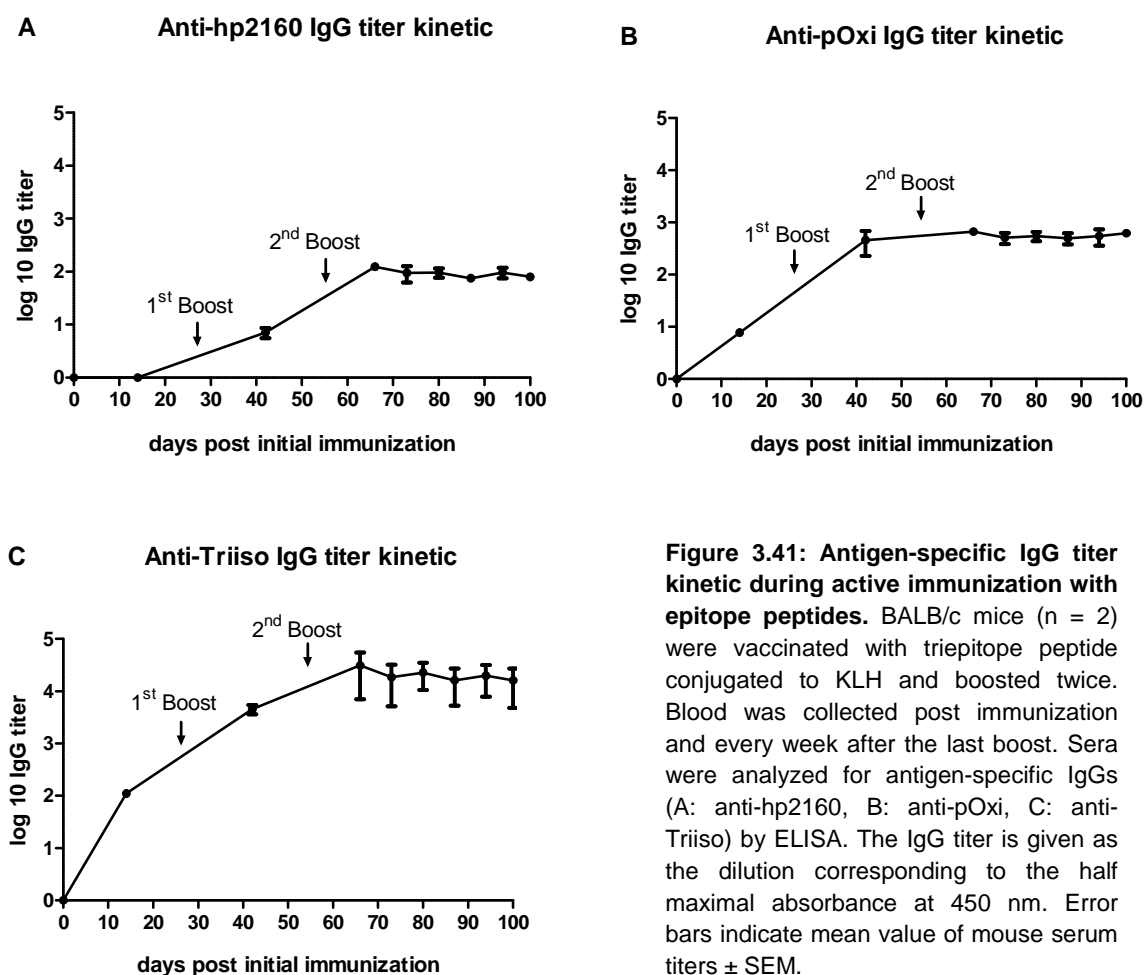 A
Anti-hp2160 IgG titer kinetic
5
4
3
2
1
0
log 10 IgG titer
1st Boost
2nd Boost
0 10 20 30 40 50 60 70 80 90 100
days post initial immunization
B
Anti-pOxi IgG titer kinetic
5
4
3
2
1
0
log 10 IgG titer
1st Boost
2nd Boost
0 10 20 30 40 50 60 70 80 90 100
days post initial immunization
C
Anti-Triiso IgG titer kinetic
5
4
3
2
1
0
log 10 IgG titer
1st Boost
2nd Boost
0 10 20 30 40 50 60 70 80 90 100
days post initial immunization
Figure 3.41: Antigen-specific IgG titer
kinetic during active immunization with
epitope peptides. BALB/c mice (n = 2)
were vaccinated with triepitope peptide
conjugated to KLH and boosted twice.
Blood was collected post immunization
and every week after the last boost. Sera
were analyzed for antigen-specific IgGs
(A: anti-hp2160, B: anti-pOxi, C: anti-
Triiso) by ELISA. The IgG titer is given as
the dilution corresponding to the half
maximal absorbance at 450 nm. Error
bars indicate mean value of mouse serum
titers ± SEM.